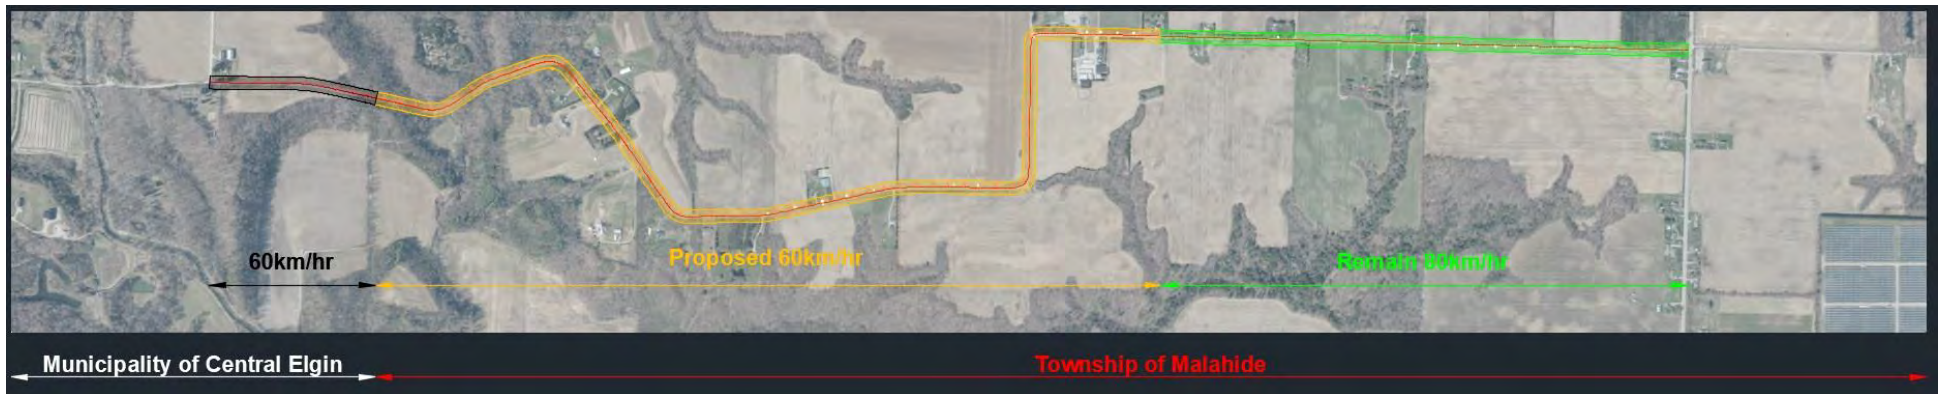 60km/hr
Proposed 60km/hr
Remain 80km/hr
Municipality of Central Elgin
Township of Malahide